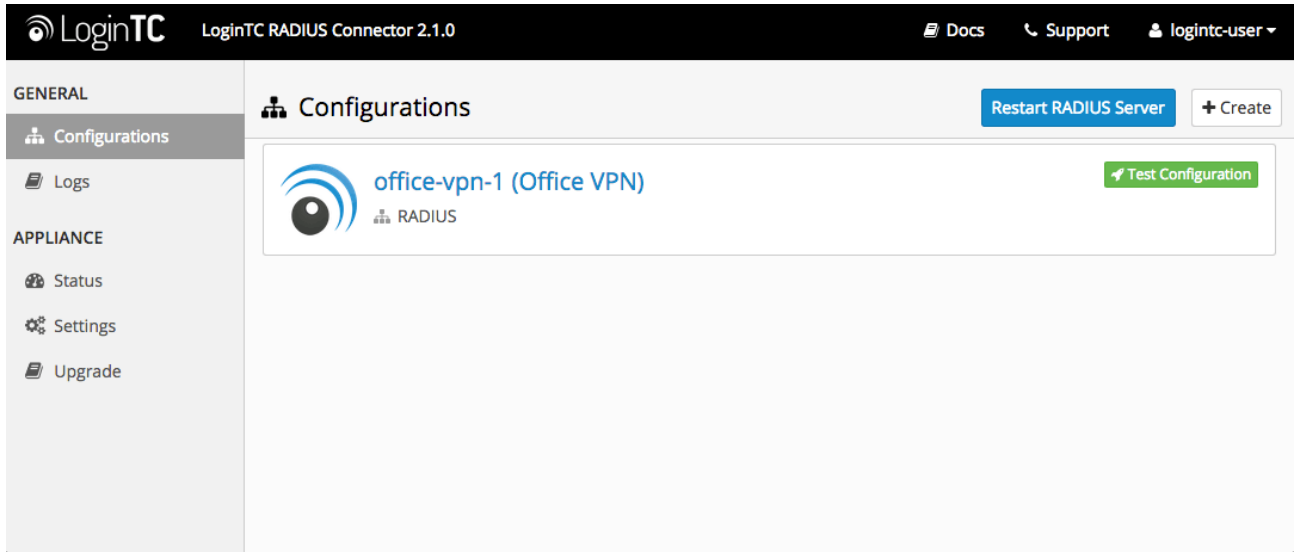 LoginTC LoginTC RADIUS Connector 2.1.0 Docs Support logintc-user
GENERAL
Configurations
Logs
APPLIANCE
Status
Settings
Upgrade
Configurations Restart RADIUS Server Create
office-vpn-1 (Office VPN) Test Configuration
RADIUS